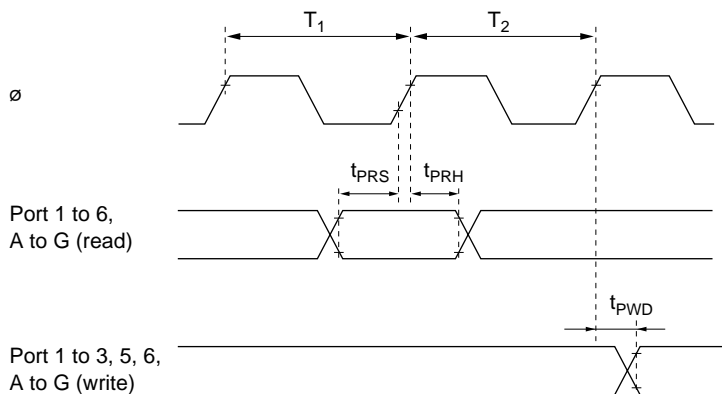 T1
T2
ø
tPRS
tPRH
Port 1 to 6,
A to G (read)
tPWD
Port 1 to 3, 5, 6,
A to G (write)